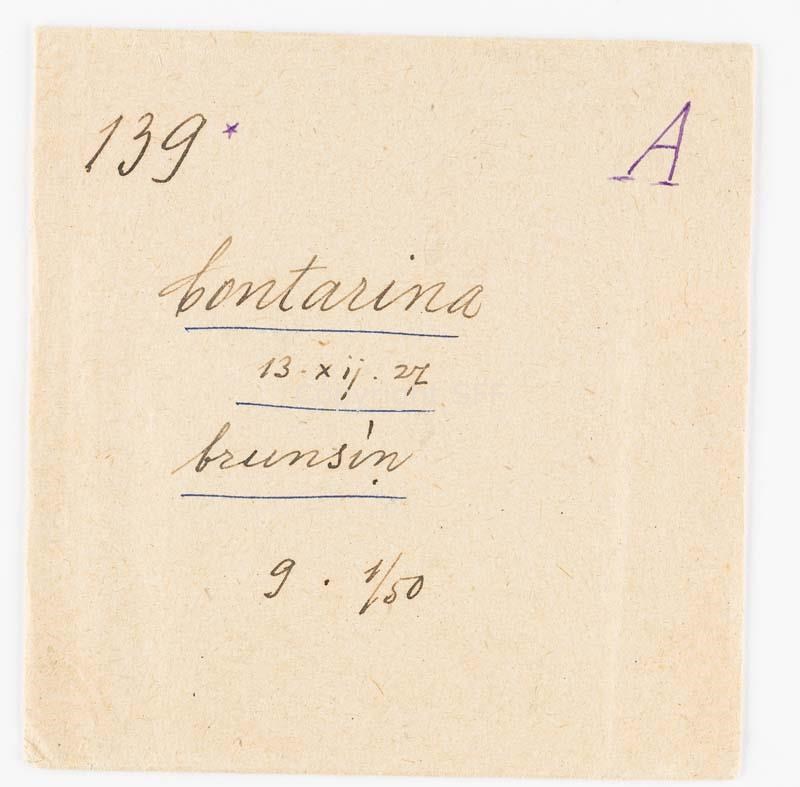 139* A
Contarina
13·xij.27
brunsin
9 · 1/50